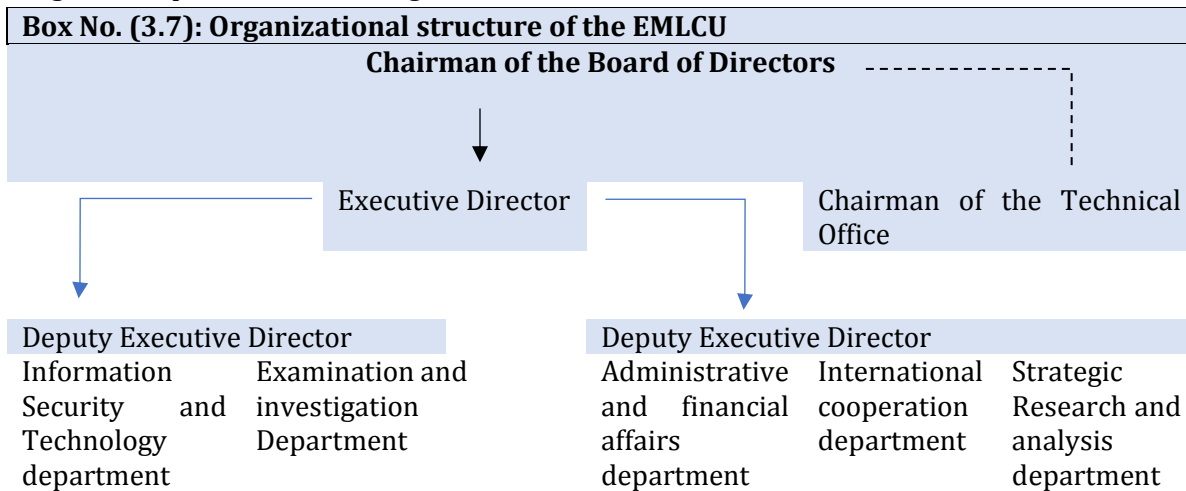 Box No. (3.7): Organizational structure of the EMLCU
Chairman of the Board of Directors
Executive Director
Chairman of the Technical
Office
Deputy Executive Director
Information
Security and
Technology
department
Examination and
investigation
Department
Deputy Executive Director
Administrative
and financial
affairs
department
International
cooperation
department
Strategic
Research and
analysis
department